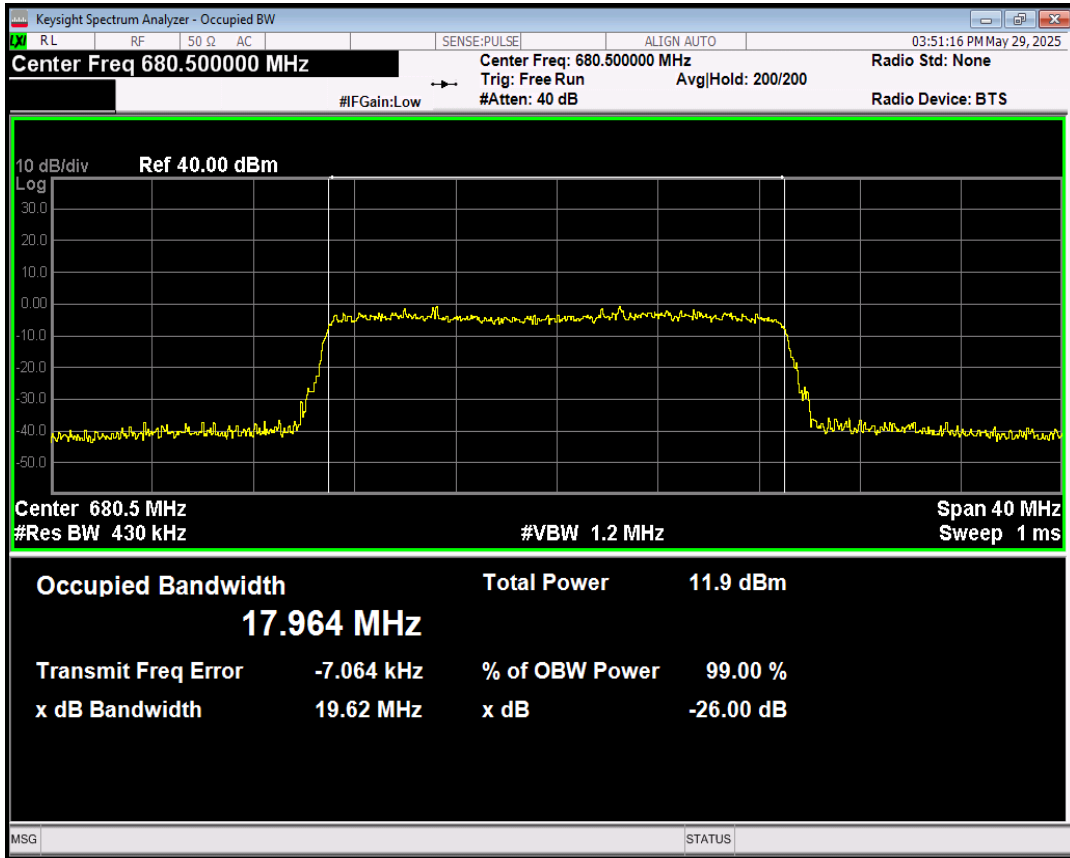 Keysight Spectrum Analyzer - Occupied BW
LXI RL RF 50 Ω AC SENSE:PULSE ALIGN AUTO 03:51:16 PM May 29, 2025
Center Freq 680.500000 MHz Center Freq: 680.500000 MHz Radio Std: None
Trig: Free Run Avg|Hold: 200/200
#IFGain:Low #Atten: 40 dB Radio Device: BTS
10 dB/div Ref 40.00 dBm
Log
30.0
20.0
10.0
0.00
-10.0
-20.0
-30.0
-40.0
-50.0
Center 680.5 MHz Span 40 MHz
#Res BW 430 kHz #VBW 1.2 MHz Sweep 1 ms
Occupied Bandwidth Total Power 11.9 dBm
17.964 MHz
Transmit Freq Error -7.064 kHz % of OBW Power 99.00 %
x dB Bandwidth 19.62 MHz x dB -26.00 dB
MSG STATUS